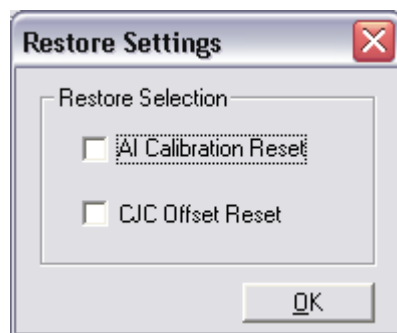 Restore Settings
Restore Selection
AI Calibration Reset
CJC Offset Reset
OK